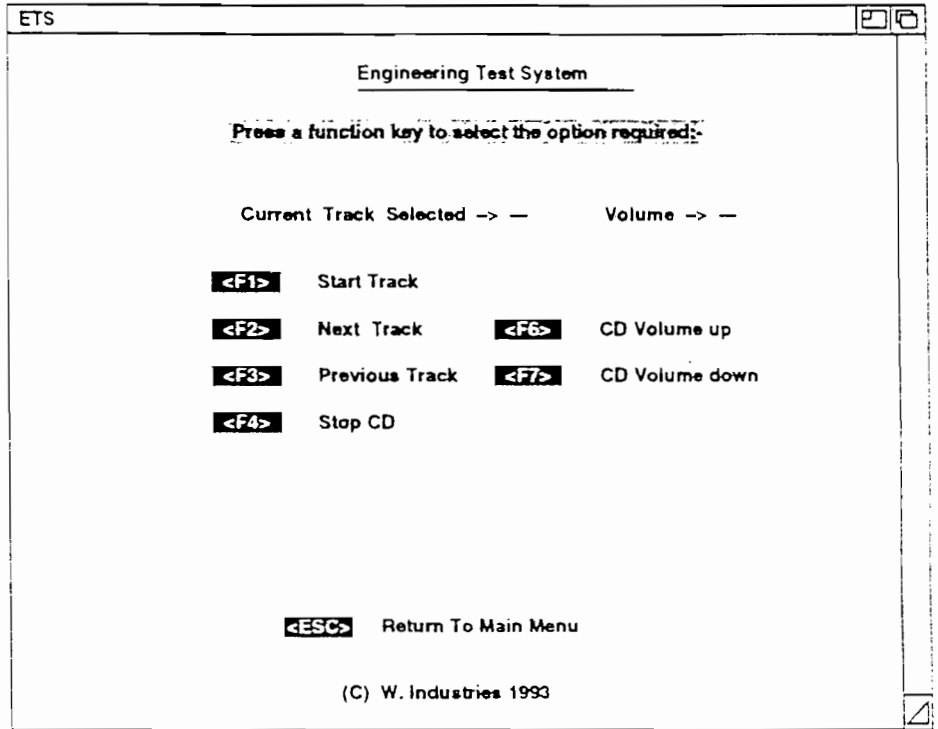 ETS
Engineering Test System
Press a function key to select the option required:-
Current Track Selected -> — Volume -> —
<F1> Start Track
<F2> Next Track <F6> CD Volume up
<F3> Previous Track <F7> CD Volume down
<F4> Stop CD
<ESC> Return To Main Menu
(C) W. Industries 1993